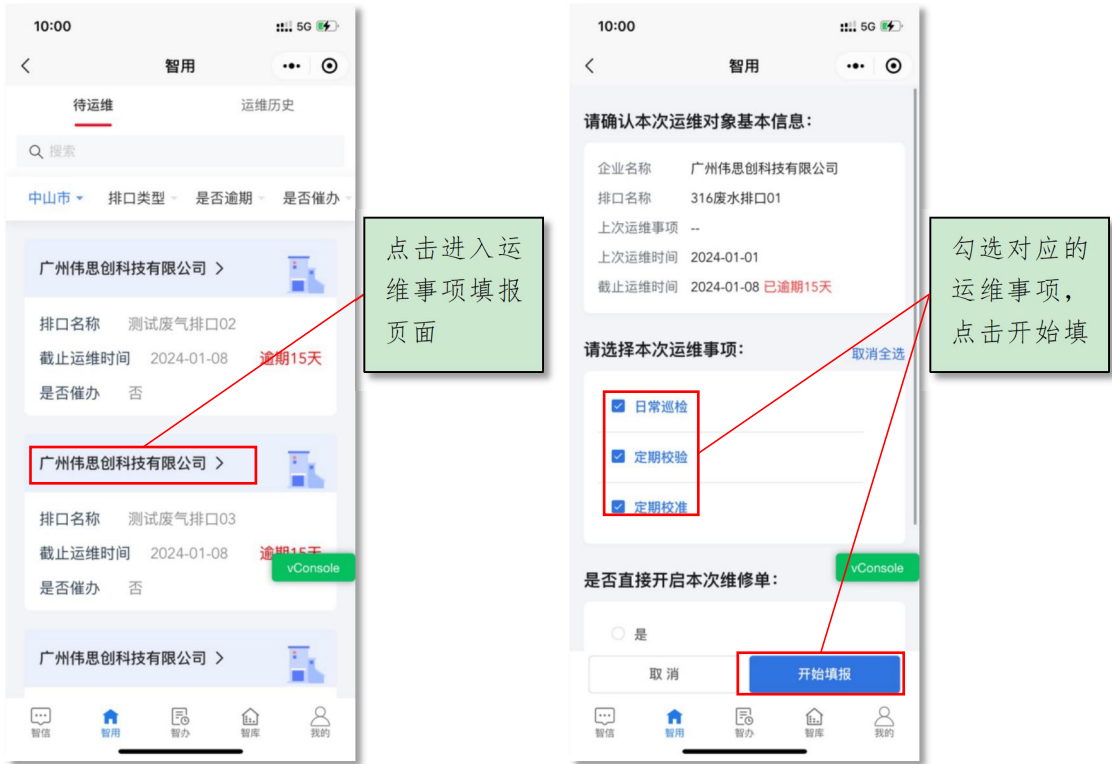 10:00
5G
智用
待运维
运维历史
搜索
中山市
排口类型
是否逾期
是否催办
广州伟思创科技有限公司 >
排口名称 测试废气排口02
截止运维时间 2024-01-08 逾期15天
是否催办 否
广州伟思创科技有限公司 >
排口名称 测试废气排口03
截止运维时间 2024-01-08 逾期15天
vConsole
是否催办 否
广州伟思创科技有限公司 >
智信
智用
智办
智库
我的
点击进入运
维事项填报
页面
10:00
5G
智用
请确认本次运维对象基本信息：
企业名称 广州伟思创科技有限公司
排口名称 316废水排口01
上次运维事项 --
上次运维时间 2024-01-01
截止运维时间 2024-01-08 已逾期15天
请选择本次运维事项：
取消全选
日常巡检
定期校验
定期校准
vConsole
是否直接开启本次维修单：
是
取消
开始填报
智信
智用
智办
智库
我的
勾选对应的
运维事项，
点击开始填